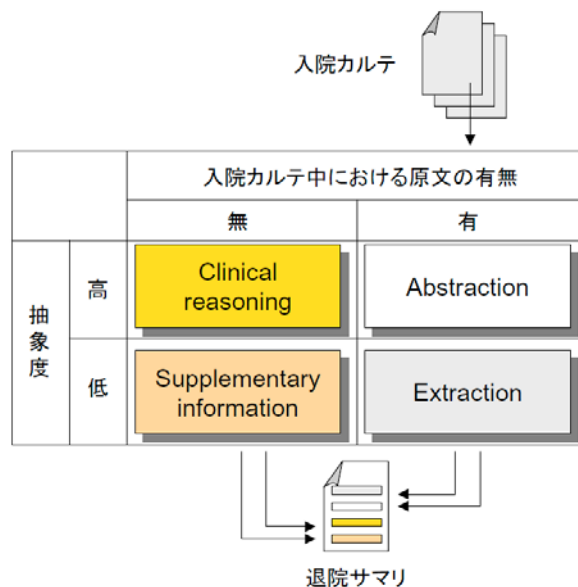 入院カルテ
入院カルテ中における原文の有無
無
有
抽象度
高
Clinical
reasoning
Abstraction
低
Supplementary
information
Extraction
退院サマリ